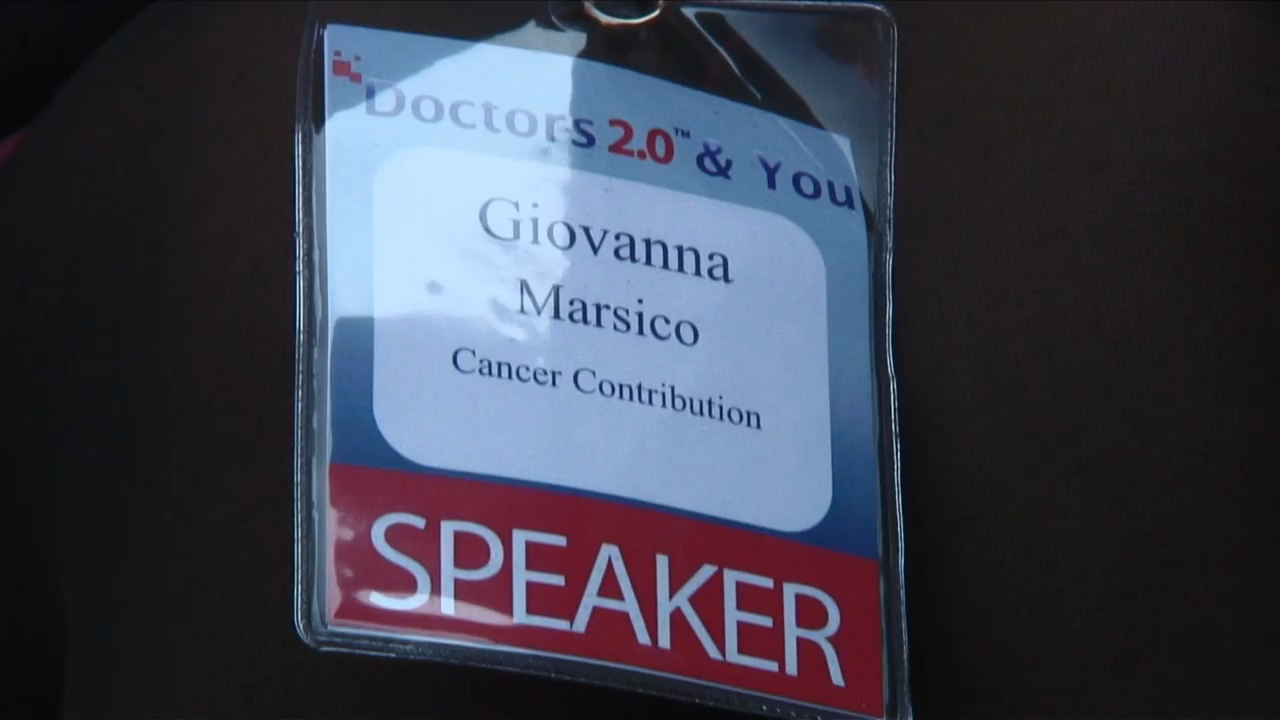 Doctors 2.0™ & You
Giovanna
Marsico
Cancer Contribution
SPEAKER